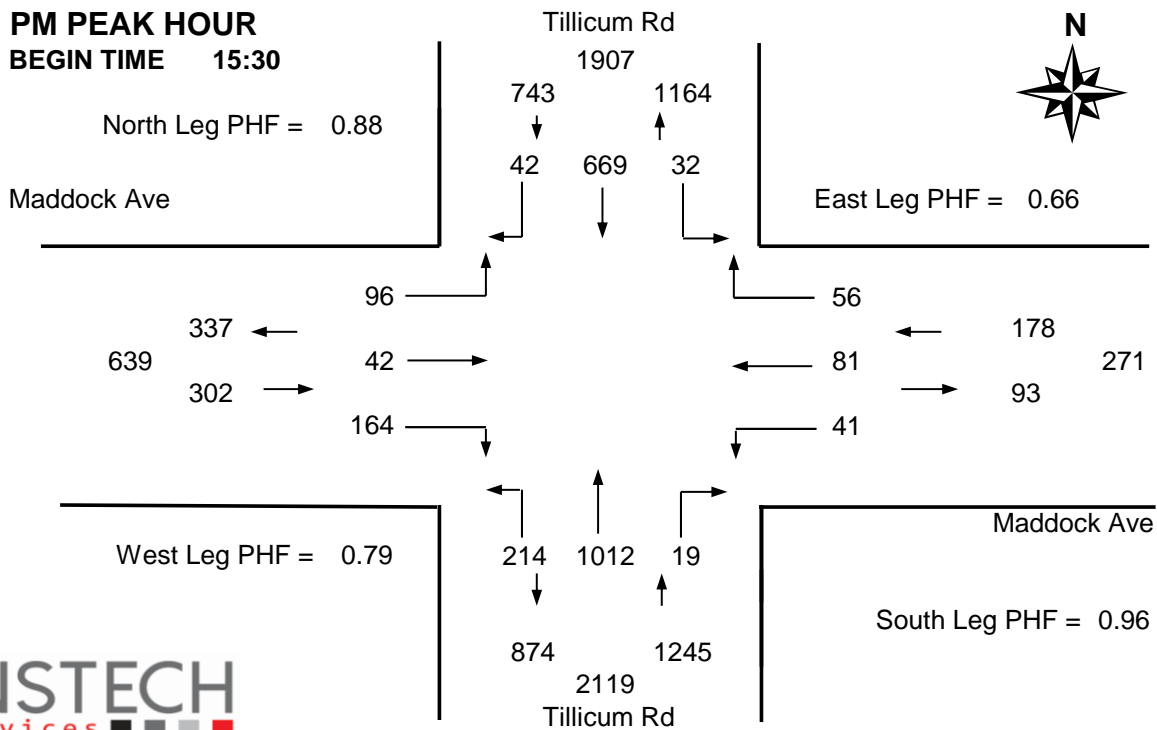 PM PEAK HOUR
BEGIN TIME 15:30
Tillicum Rd
1907
N
743 1164
North Leg PHF = 0.88
42 669 32
Maddock Ave
East Leg PHF = 0.66
96 56
337 178
639 42 81 271
302 93
164 41
Maddock Ave
West Leg PHF = 0.79
214 1012 19
South Leg PHF = 0.96
874 1245
2119
Tillicum Rd
NSTECH
vices